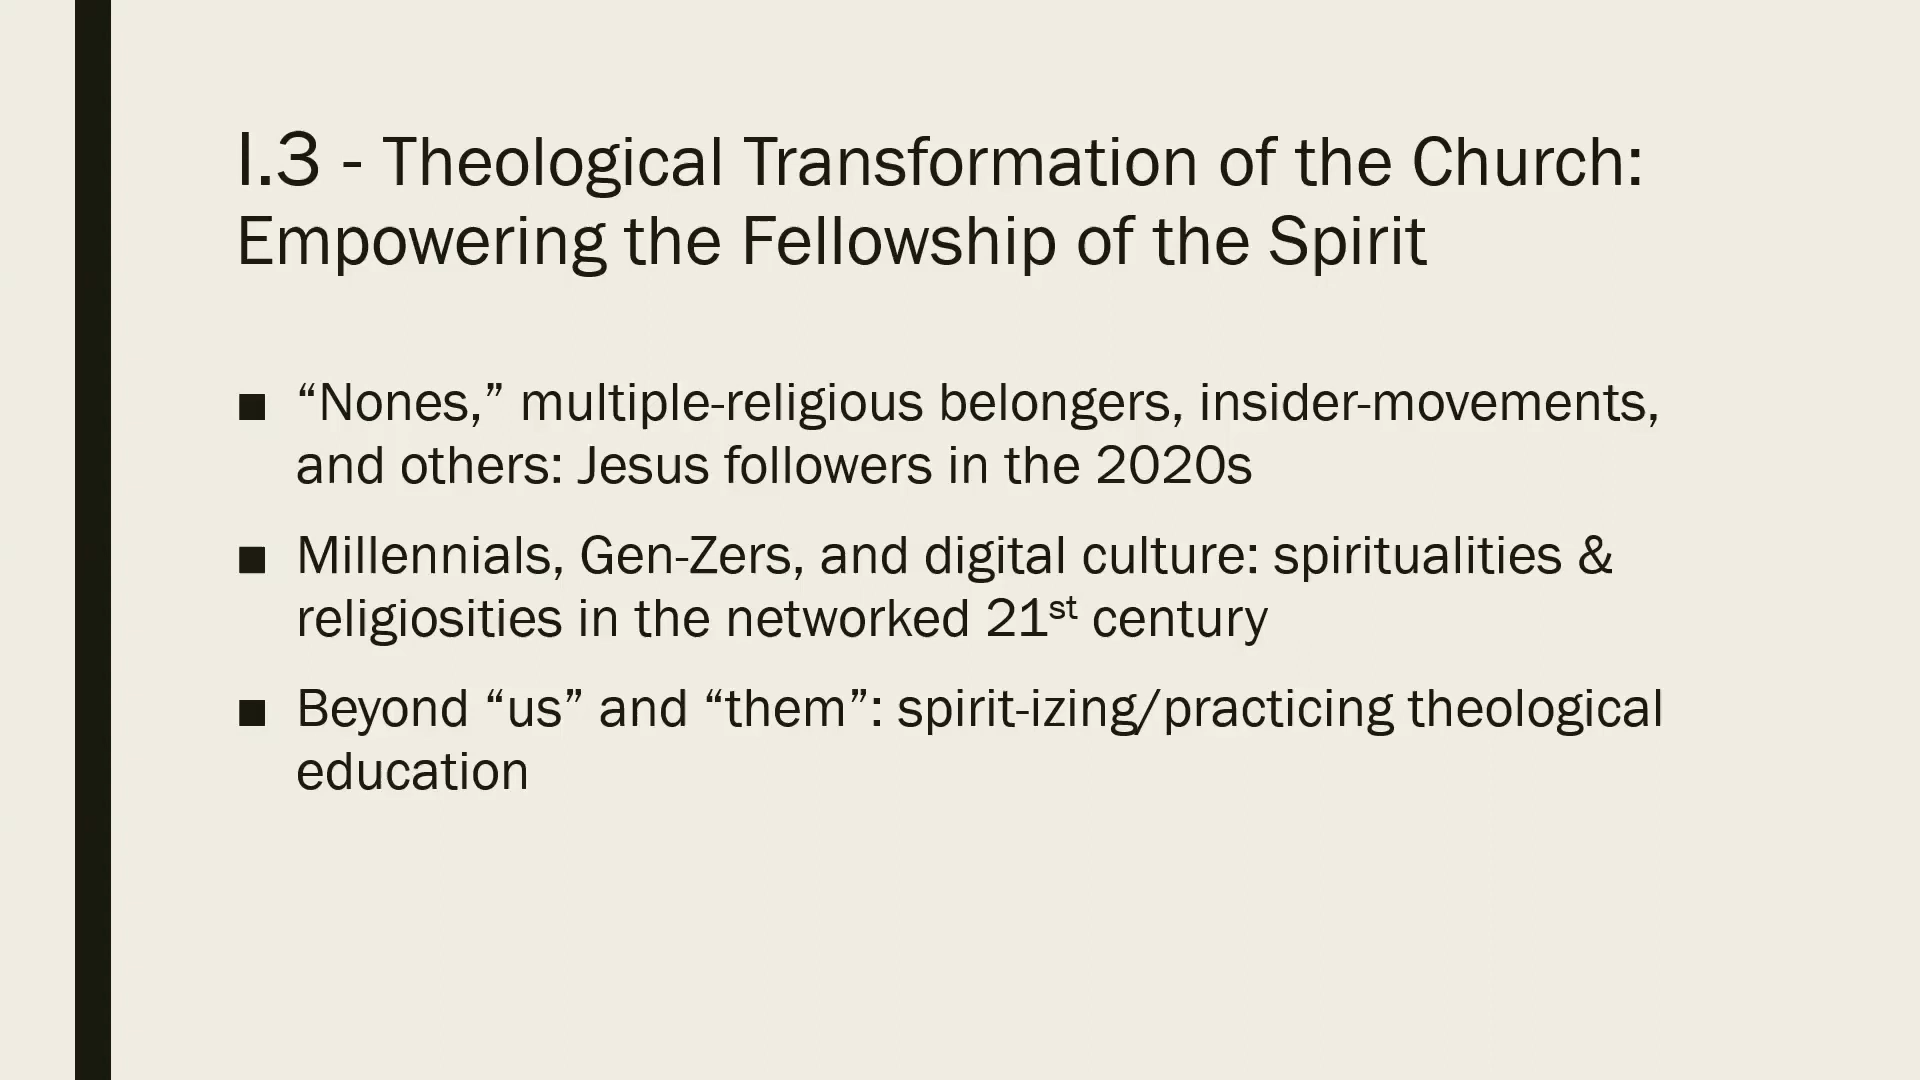 I.3 - Theological Transformation of the Church:
Empowering the Fellowship of the Spirit
■ “Nones,” multiple-religious belongers, insider-movements,
and others: Jesus followers in the 2020s
■ Millennials, Gen-Zers, and digital culture: spiritualities &
religiosities in the networked 21st century
■ Beyond “us” and “them”: spirit-izing/practicing theological
education